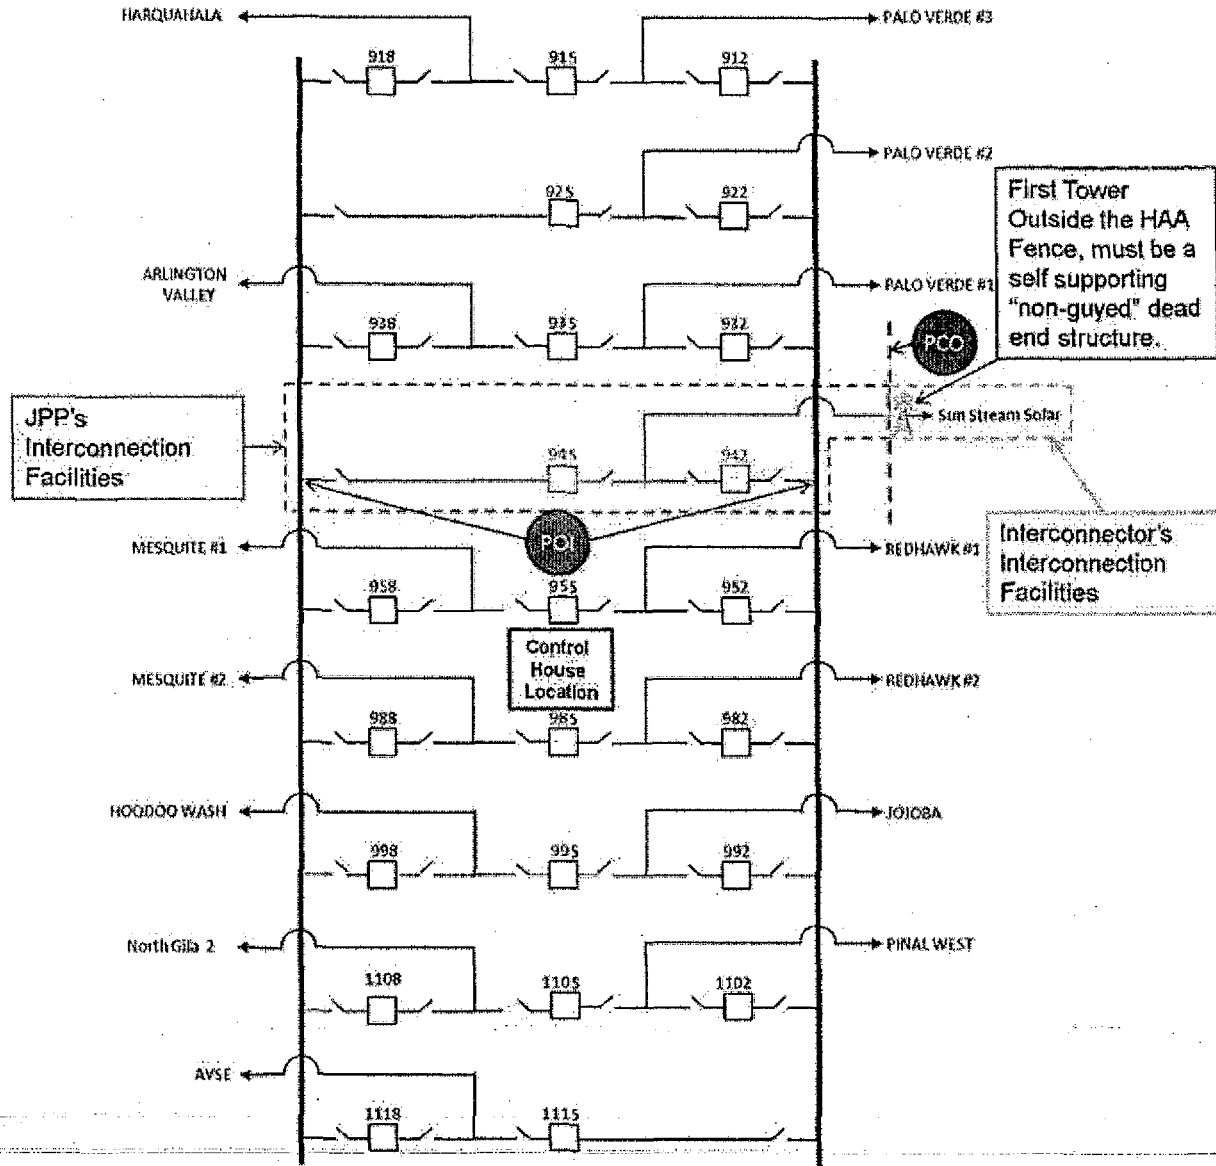 HARQUAHALA
PALO VERDE #3
918
915
912
PALO VERDE #2
925
922
First Tower
Outside the HAA
Fence, must be a
self supporting
"non-guyed" dead
end structure.
ARLINGTON
VALLEY
PALO VERDE #1
938
935
932
PCO
JPP's
Interconnection
Facilities
Sun Stream Solar
945
942
POI
MESQUITE #1
REDHAWK #1
Interconnector's
Interconnection
Facilities
958
955
952
Control
House
Location
MESQUITE #2
REDHAWK #2
988
985
982
HOODOO WASH
JOJOBA
998
995
992
North Gila 2
PINAL WEST
1108
1105
1102
AVSE
1118
1115